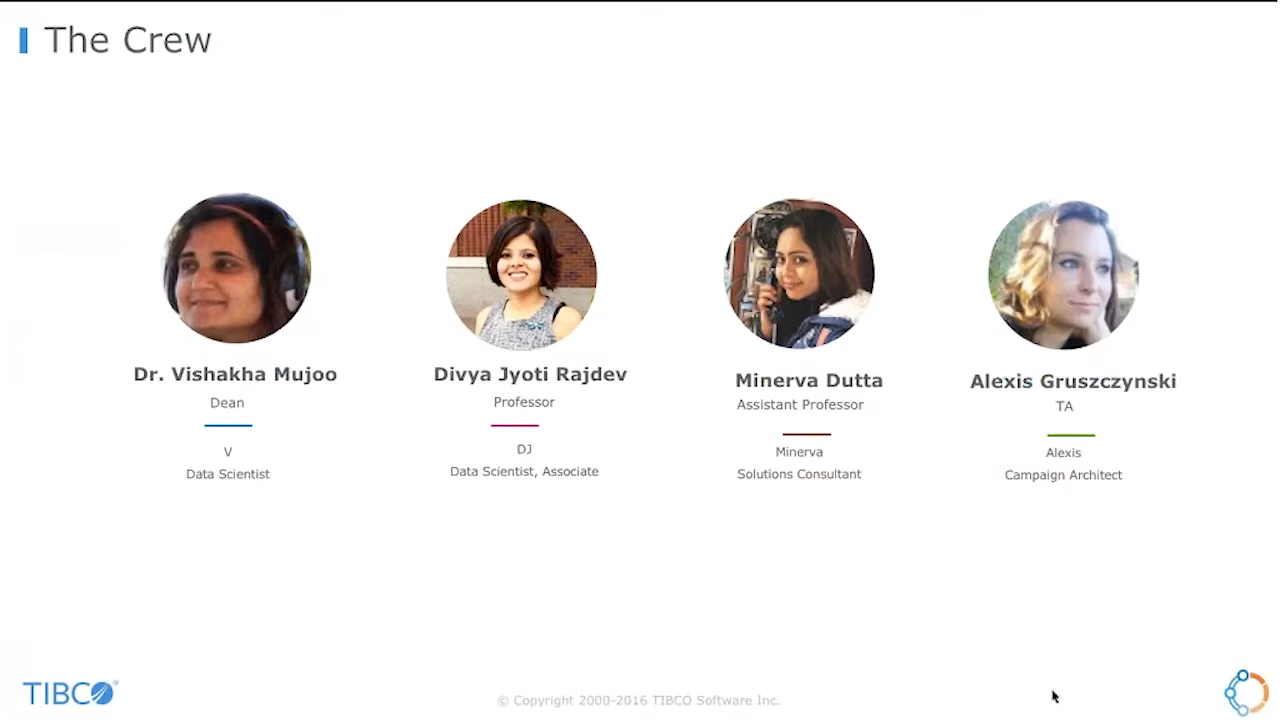 The Crew
Dr. Vishakha Mujoo
Dean
V
Data Scientist
Divya Jyoti Rajdev
Professor
DJ
Data Scientist, Associate
Minerva Dutta
Assistant Professor
Minerva
Solutions Consultant
Alexis Gruszczynski
TA
Alexis
Campaign Architect
TIBCO®
© Copyright 2000-2016 TIBCO Software Inc.